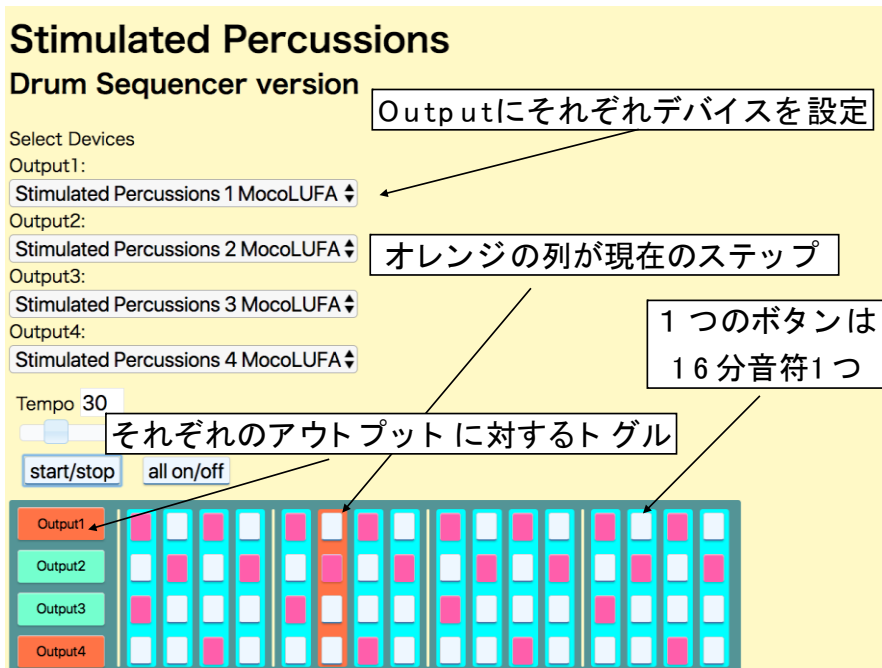 Stimulated Percussions
Drum Sequencer version
Outputにそれぞれデバイスを設定
Select Devices
Output1:
Stimulated Percussions 1 MocoLUFA
Output2:
Stimulated Percussions 2 MocoLUFA
オレンジの列が現在のステップ
Output3:
Stimulated Percussions 3 MocoLUFA
Output4:
Stimulated Percussions 4 MocoLUFA
1つのボタンは
16分音符1つ
Tempo 30
それぞれのアウトプットに対するトグル
start/stop all on/off
Output1
Output2
Output3
Output4